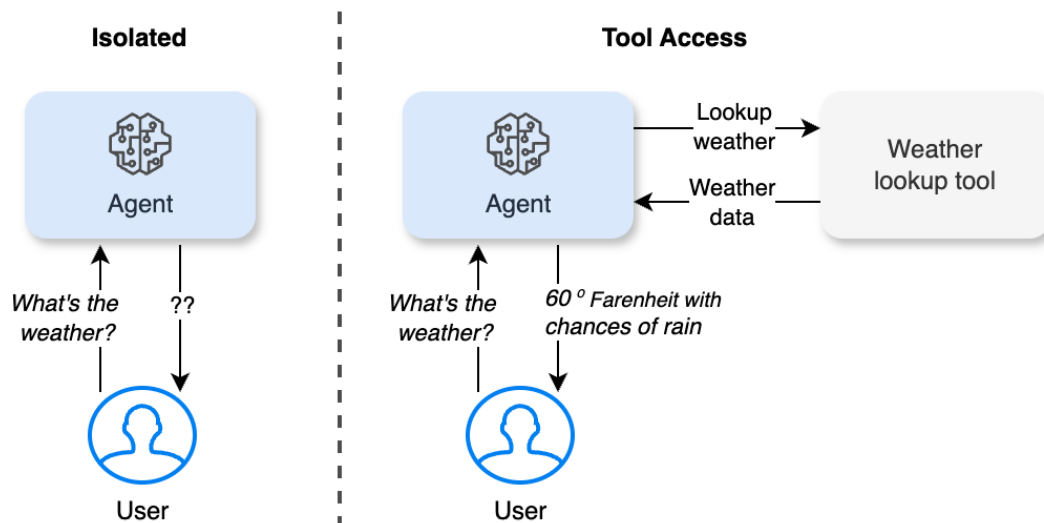 Isolated
Agent
What's the
weather?
??
User
Tool Access
Agent
Lookup
weather
Weather
data
Weather
lookup tool
What's the
weather?
60 º Farenheit with
chances of rain
User